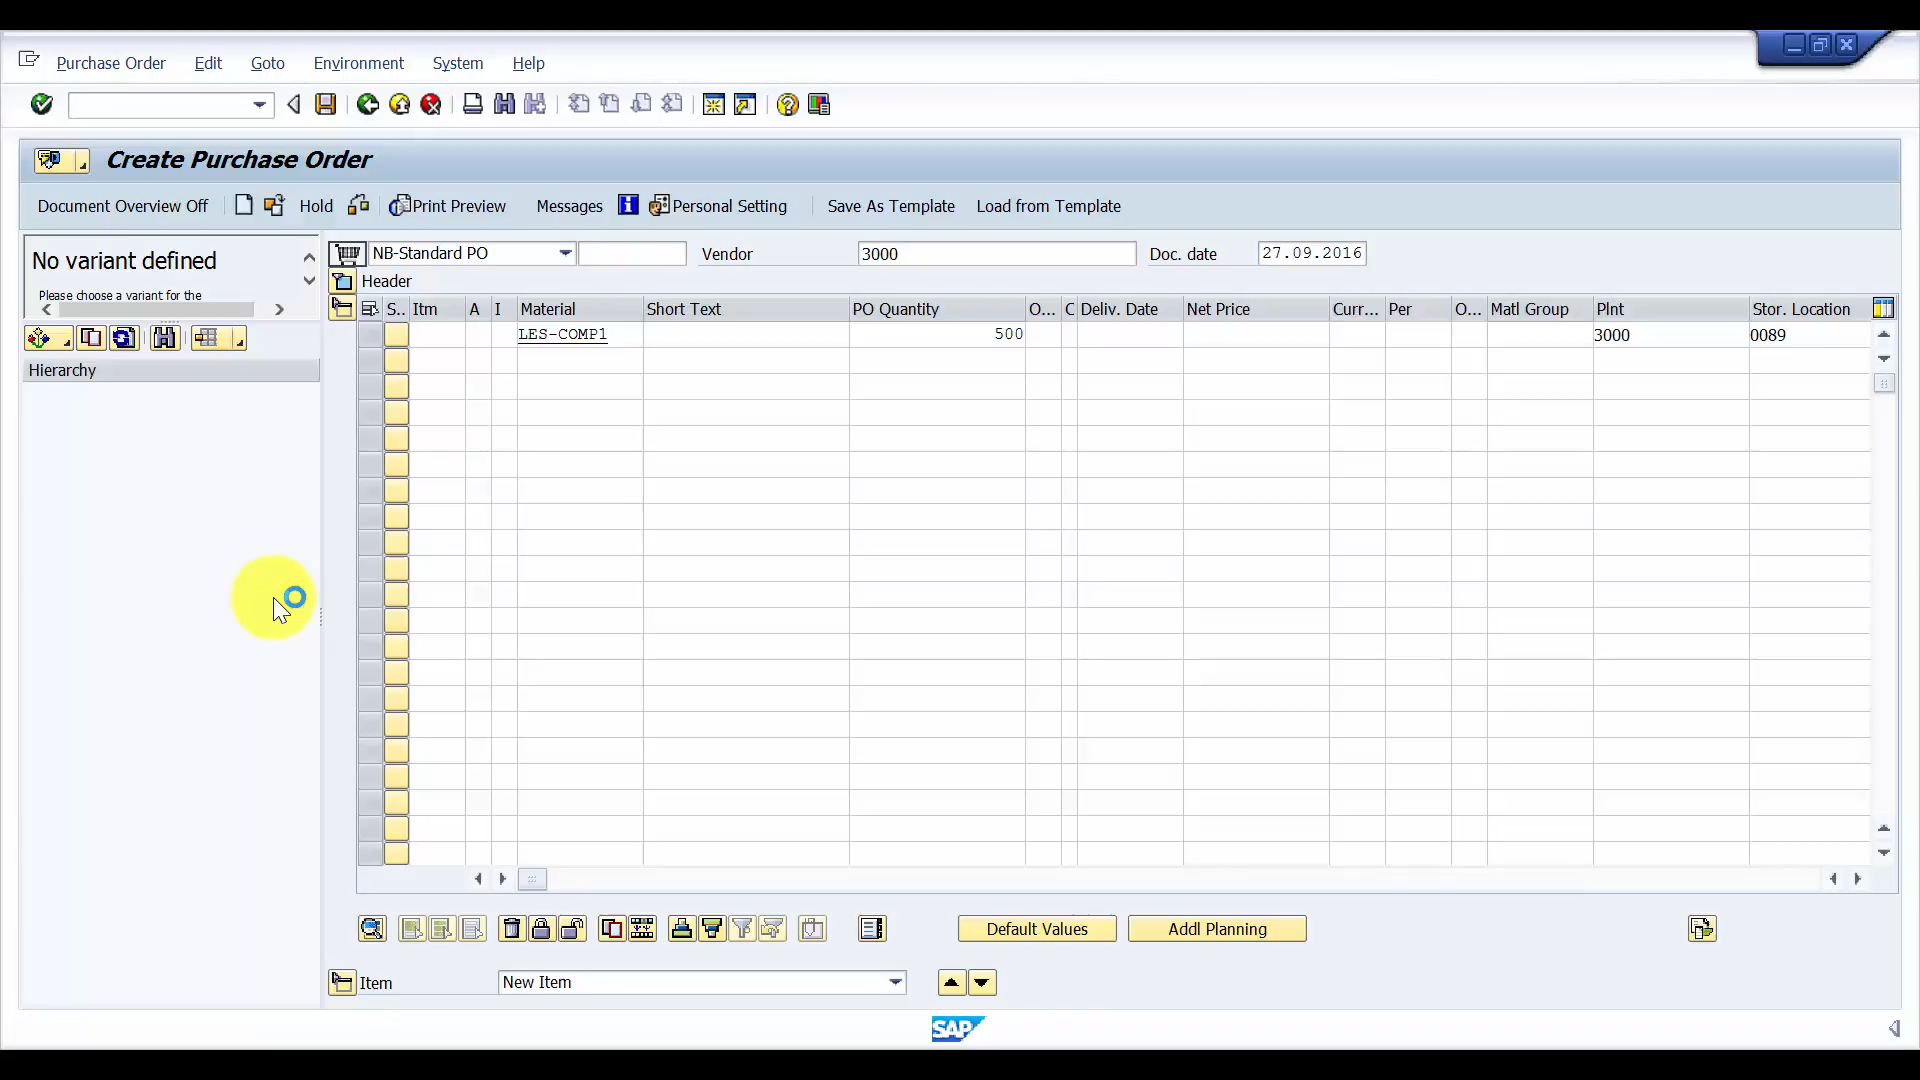 Purchase Order Edit Goto Environment System Help
Create Purchase Order
Document Overview Off Hold Print Preview Messages Personal Setting Save As Template Load from Template
No variant defined
Please choose a variant for the
Hierarchy
NB-Standard PO Vendor 3000 Doc. date 27.09.2016
Header
S.. Itm A I Material Short Text PO Quantity O... C Deliv. Date Net Price Curr... Per O... Matl Group Plnt Stor. Location
LES-COMP1 500 3000 0089
Default Values Addl Planning
Item New Item
SAP